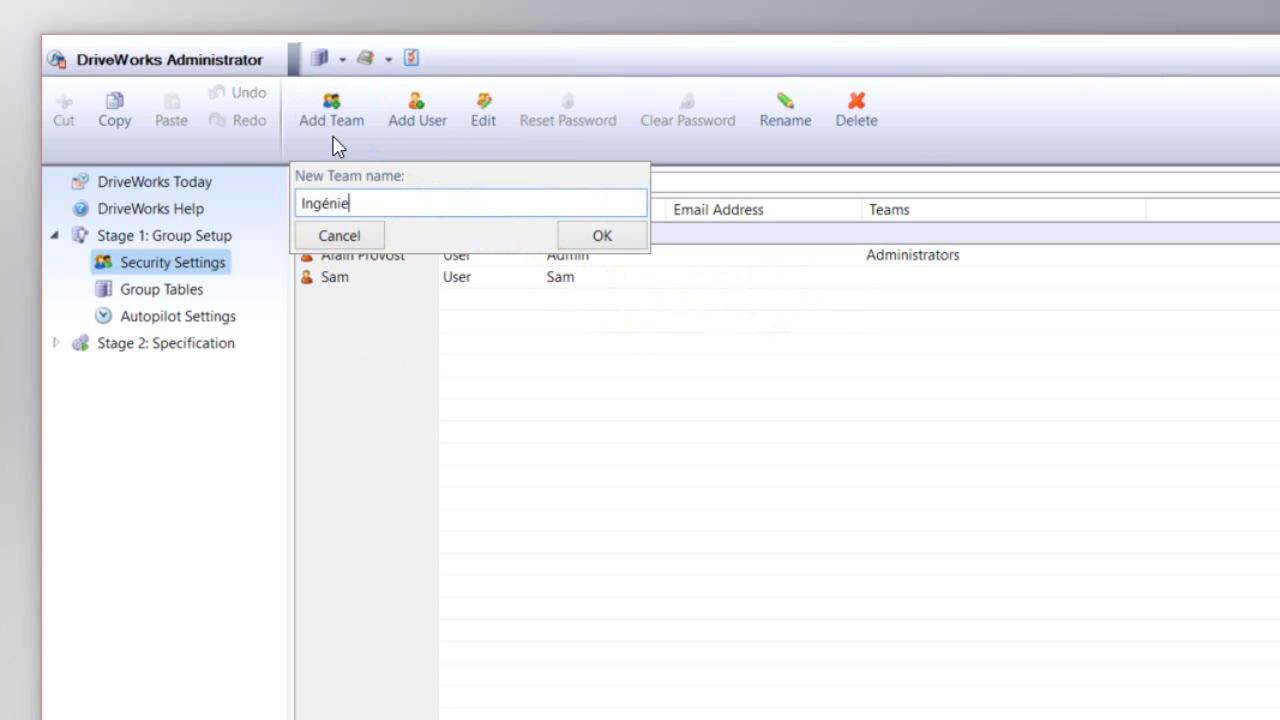 DriveWorks Administrator
Undo
Cut Copy Paste Redo
Add Team Add User Edit Reset Password Clear Password Rename Delete
DriveWorks Today
DriveWorks Help
Stage 1: Group Setup
Security Settings
Group Tables
Autopilot Settings
Stage 2: Specification
New Team name:
Ingénie
Cancel OK
Email Address Teams
Alain Provost User Admin Administrators
Sam User Sam